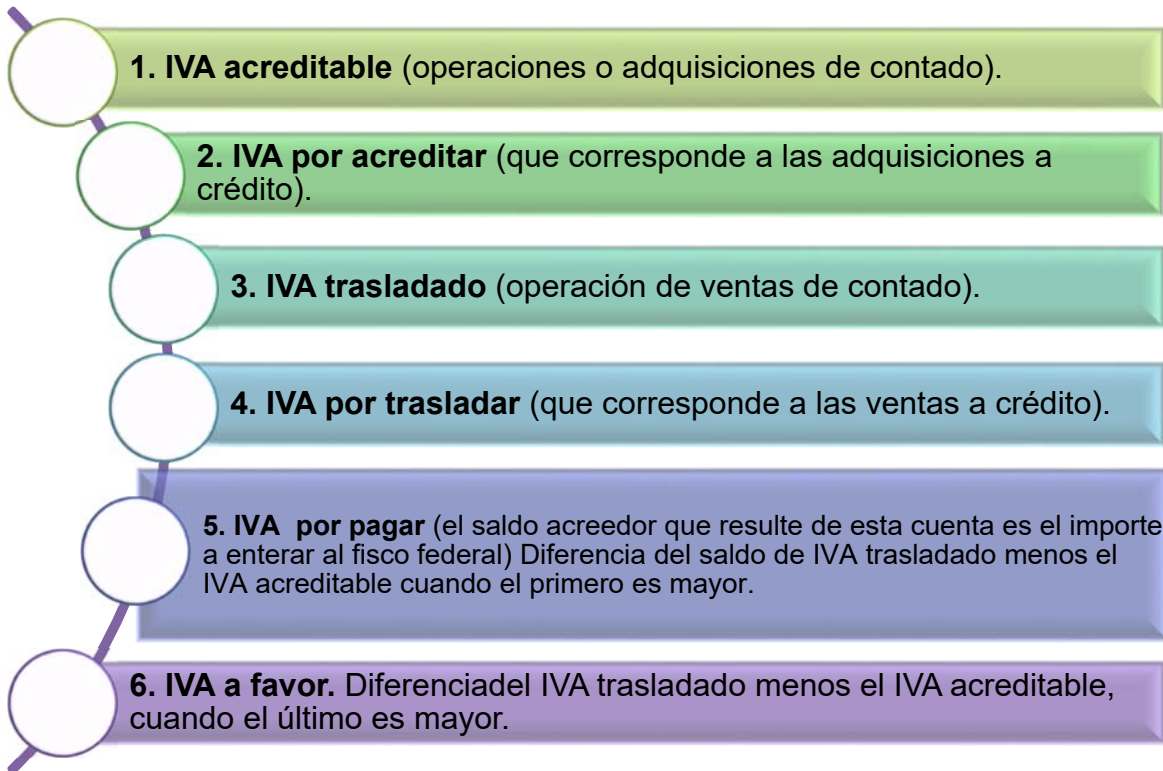 1. IVA acreditable (operaciones o adquisiciones de contado).
2. IVA por acreditar (que corresponde a las adquisiciones a
crédito).
3. IVA trasladado (operación de ventas de contado).
4. IVA por trasladar (que corresponde a las ventas a crédito).
5. IVA  por pagar (el saldo acreedor que resulte de esta cuenta es el importe
a enterar al fisco federal) Diferencia del saldo de IVA trasladado menos el
IVA acreditable cuando el primero es mayor.
6. IVA a favor. Diferenciadel IVA trasladado menos el IVA acreditable,
cuando el último es mayor.